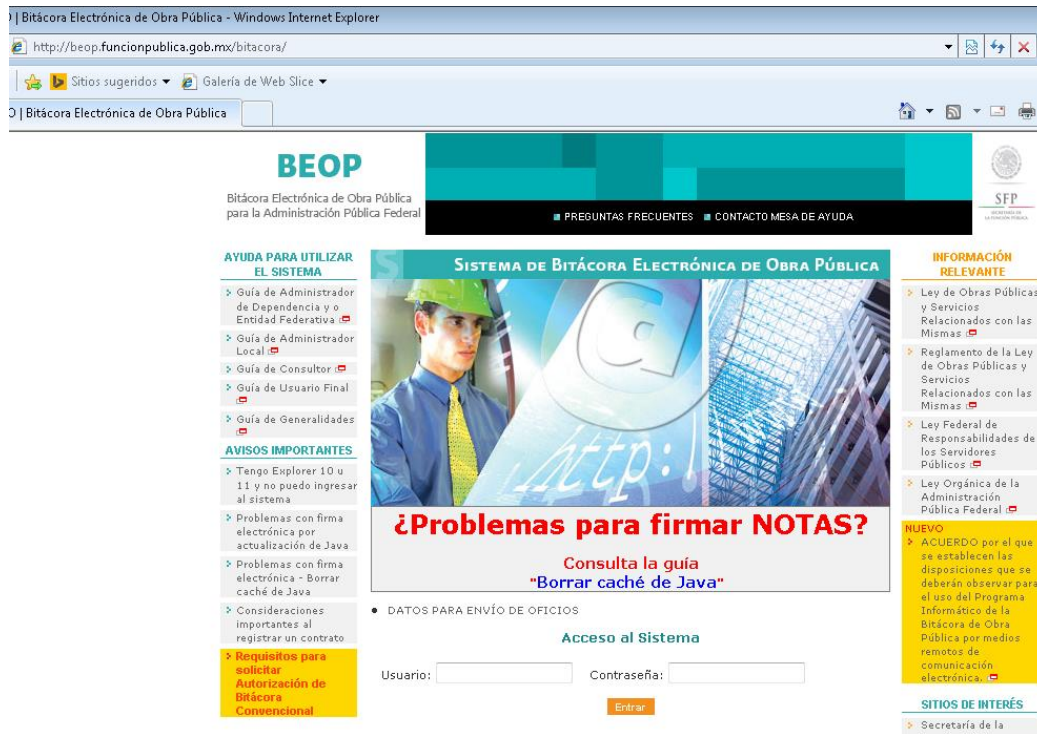 ) | Bitácora Electrónica de Obra Pública - Windows Internet Explorer
http://beop.funcionpublica.gob.mx/bitacora/
Sitios sugeridos
Galería de Web Slice
O | Bitácora Electrónica de Obra Pública
BEOP
Bitácora Electrónica de Obra Pública
para la Administración Pública Federal
PREGUNTAS FRECUENTES
CONTACTO MESA DE AYUDA
SFP
SECRETARÍA DE
LA FUNCIÓN PÚBLICA
AYUDA PARA UTILIZAR
EL SISTEMA
Guía de Administrador
de Dependencia y o
Entidad Federativa
Guía de Administrador
Local
Guía de Consultor
Guía de Usuario Final
Guía de Generalidades
AVISOS IMPORTANTES
Tengo Explorer 10 u
11 y no puedo ingresar
al sistema
Problemas con firma
electrónica por
actualización de Java
Problemas con firma
electrónica - Borrar
caché de Java
Consideraciones
importantes al
registrar un contrato
Requisitos para
solicitar
Autorización de
Bitácora
Convencional
S
SISTEMA DE BITÁCORA ELECTRÓNICA DE OBRA PÚBLICA
@
http:
¿Problemas para firmar NOTAS?
Consulta la guía
"Borrar caché de Java"
DATOS PARA ENVÍO DE OFICIOS
Acceso al Sistema
Usuario:
Contraseña:
Entrar
INFORMACIÓN
RELEVANTE
Ley de Obras Públicas
y Servicios
Relacionados con las
Mismas
Reglamento de la Ley
de Obras Públicas y
Servicios
Relacionados con las
Mismas
Ley Federal de
Responsabilidades de
los Servidores
Públicos
Ley Orgánica de la
Administración
Pública Federal
NUEVO
ACUERDO por el que
se establecen las
disposiciones que se
deberán observar para
el uso del Programa
Informático de la
Bitácora de Obra
Pública por medios
remotos de
comunicación
electrónica.
SITIOS DE INTERÉS
Secretaría de la